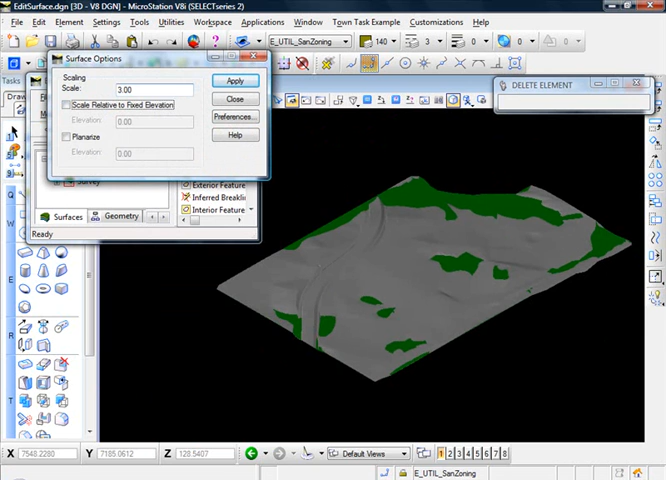 EditSurface.dgn [3D - V8 DGN] - MicroStation V8i (SELECTseries 2)
File Edit Element Settings Tools Utilities Workspace Applications Window Town Task Example Customizations Help
E_UTIL_SanZoning 140 3 0 0
Surface Options
Scaling
Scale: 3.00
Apply
Scale Relative to Fixed Elevation
Close
Elevation: 0.00
Preferences...
Planarize
Help
Elevation: 0.00
DELETE ELEMENT
Tasks
Survey
Exterior Feature
Inferred Breakli
Interior Feature
Surfaces Geometry
Ready
Q
W
E
R
T
X 7548.2280 Y 7185.0612 Z 128.5407 Default Views 1 2 3 4 5 6 7 8
E_UTIL_SanZoning